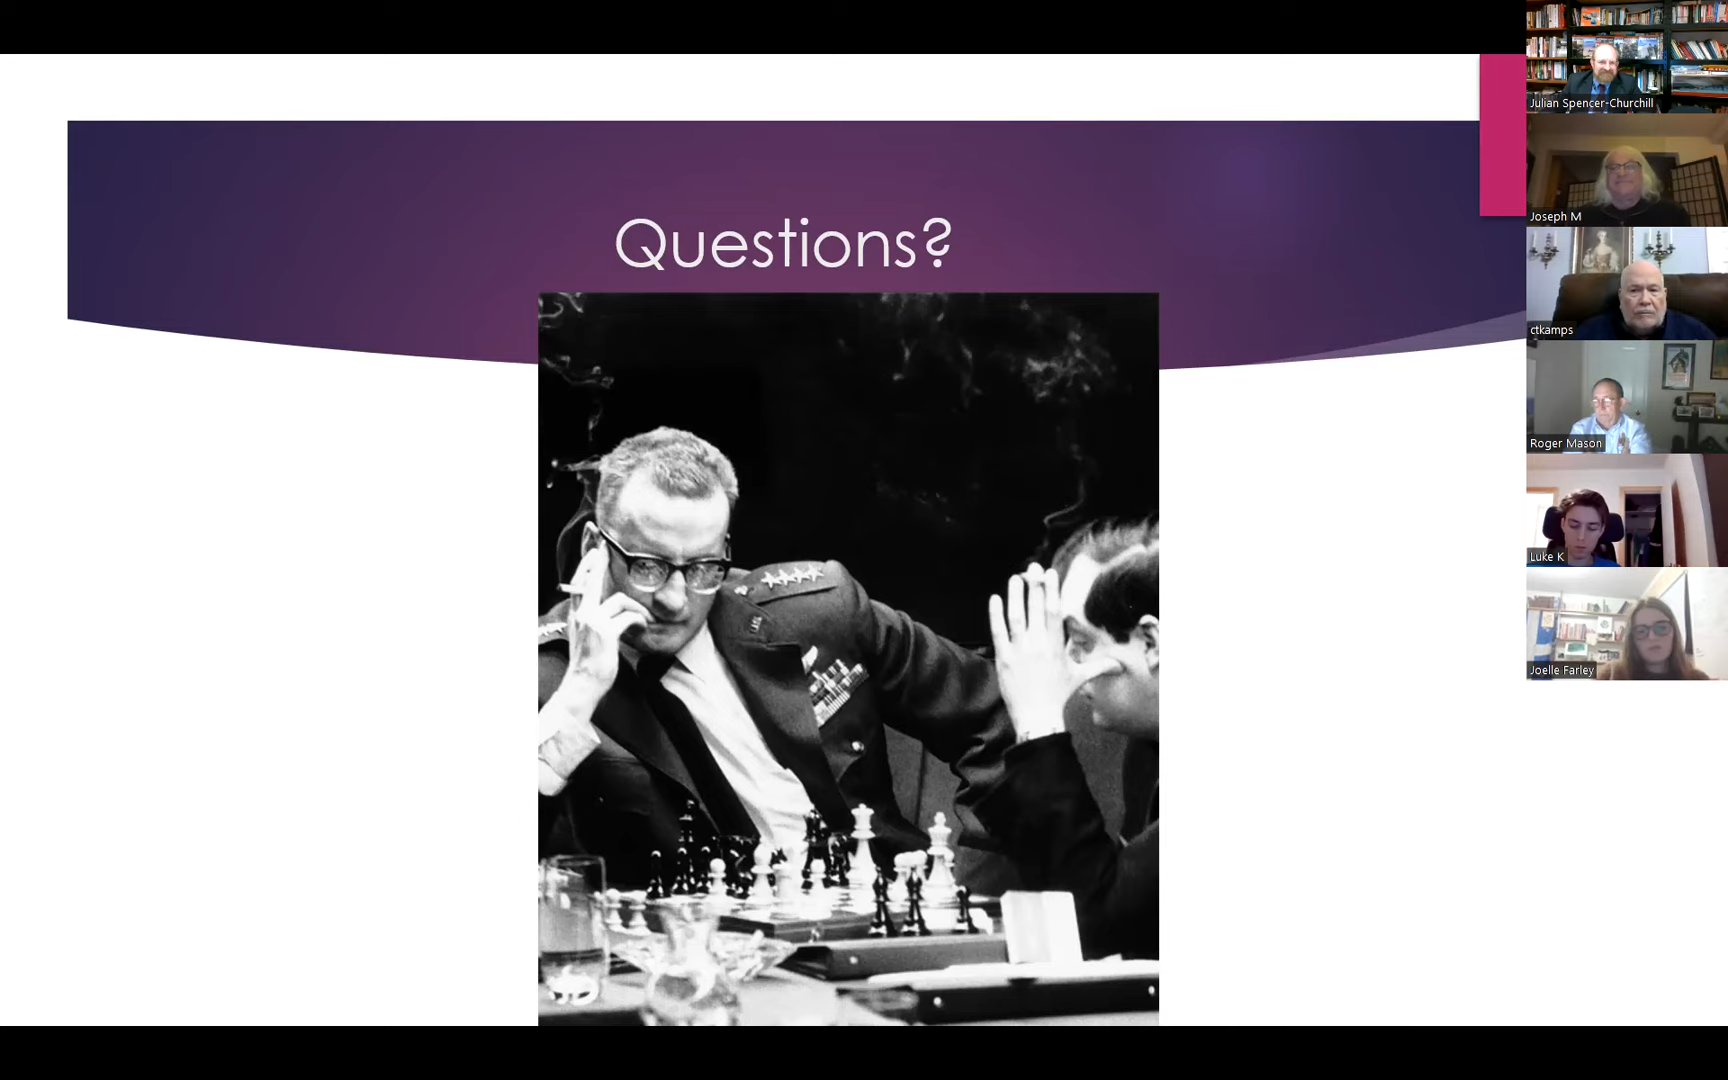 Questions?
Julian Spencer-Churchill
Joseph M
ctkamps
Roger Mason
Luke K
Joelle Farley